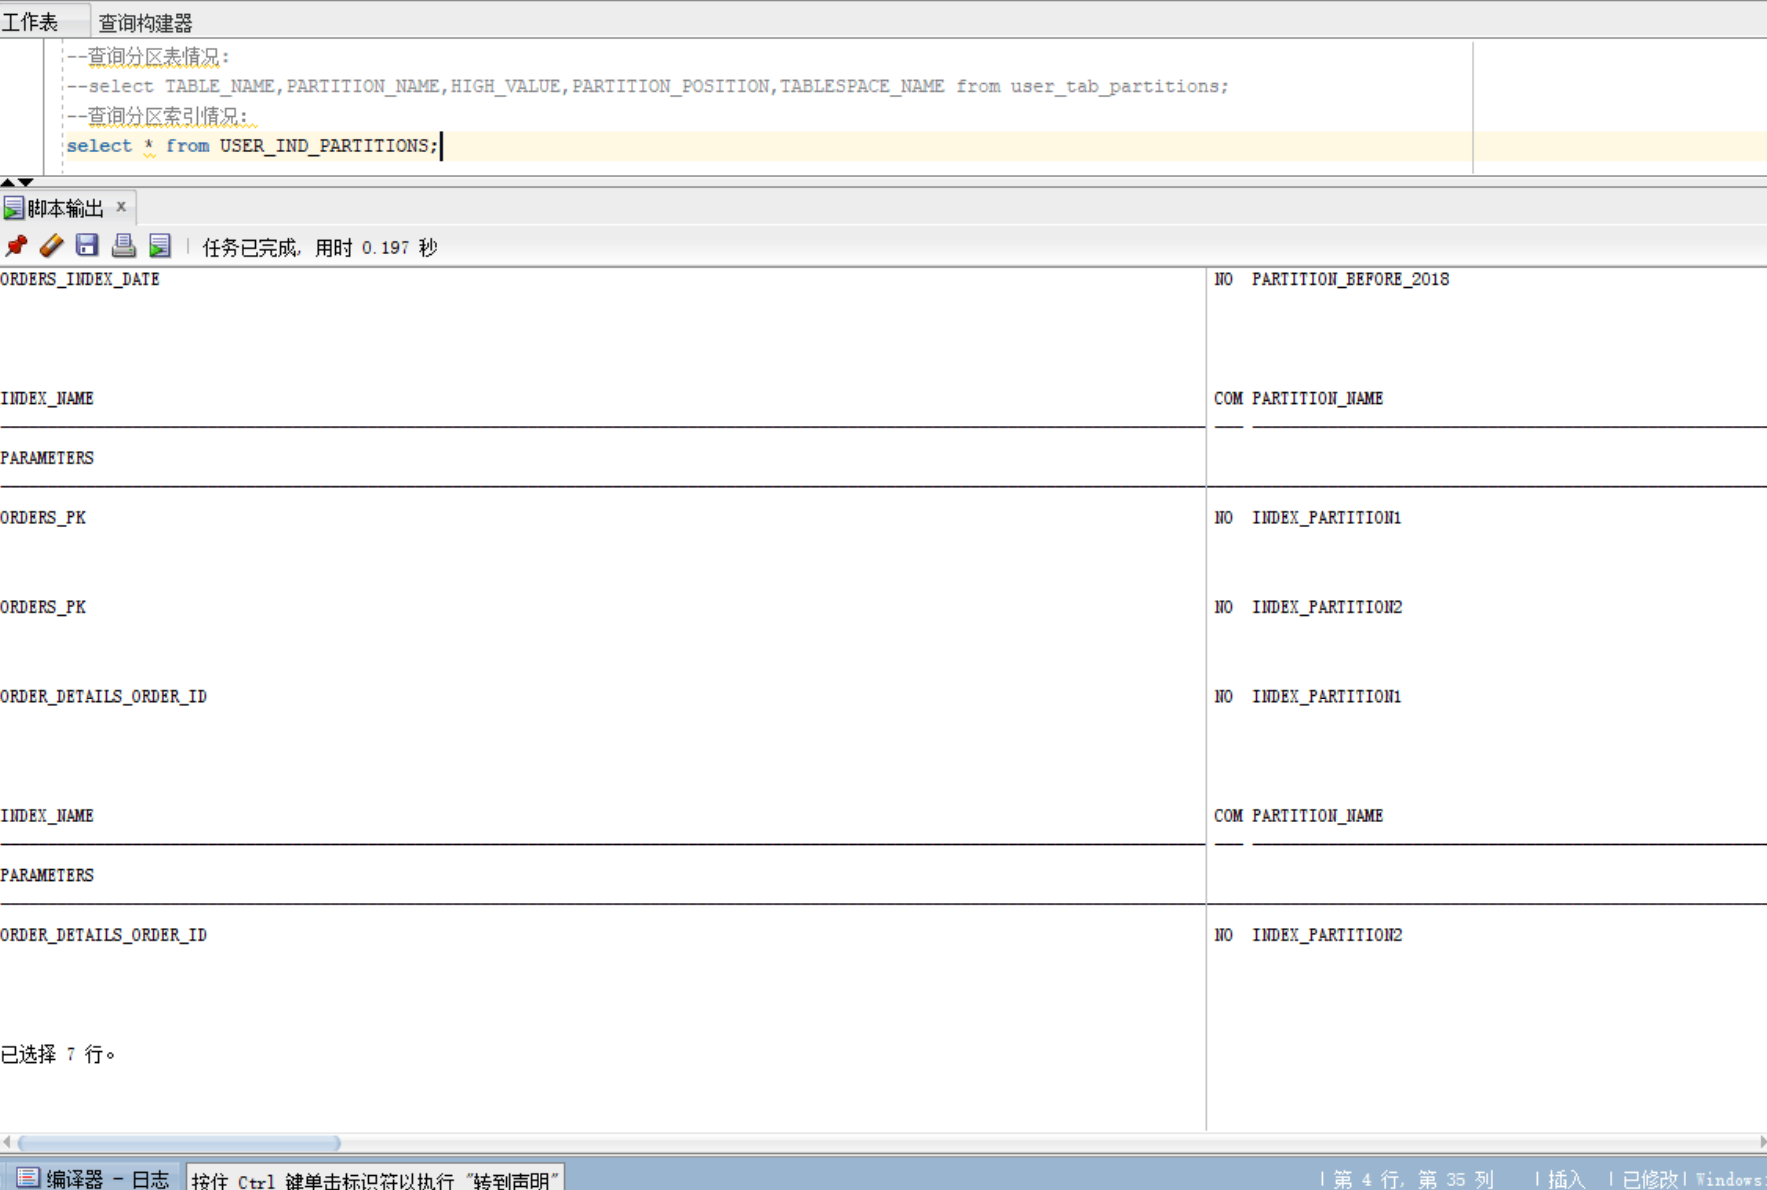 工作表 查询构建器
--查询分区表情况:
--select TABLE_NAME,PARTITION_NAME,HIGH_VALUE,PARTITION_POSITION,TABLESPACE_NAME from user_tab_partitions;
--查询分区索引情况:
select * from USER_IND_PARTITIONS;
脚本输出 x
任务已完成, 用时 0.197 秒
ORDERS_INDEX_DATE NO PARTITION_BEFORE_2018
INDEX_NAME COM PARTITION_NAME
PARAMETERS
ORDERS_PK NO INDEX_PARTITION1
ORDERS_PK NO INDEX_PARTITION2
ORDER_DETAILS_ORDER_ID NO INDEX_PARTITION1
INDEX_NAME COM PARTITION_NAME
PARAMETERS
ORDER_DETAILS_ORDER_ID NO INDEX_PARTITION2
已选择 7 行。
编译器 - 日志 按住 Ctrl 键单击标识符以执行 "转到声明" | 第 4 行, 第 35 列 | 插入 | 已修改| Windows: